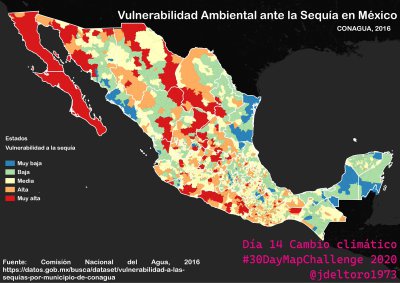 Vulnerabilidad Ambiental ante la Sequía en México
CONAGUA, 2016
Estados
Vulnerabilidad a la sequía
Muy baja
Baja
Media
Alta
Muy alta
Día 14 Cambio climático
#30DayMapChallenge 2020
@jdeltoro1973
Fuente: Comisión Nacional del Agua, 2016
https://datos.gob.mx/busca/dataset/vulnerabilidad-a-las-
sequias-por-municipio-de-conagua